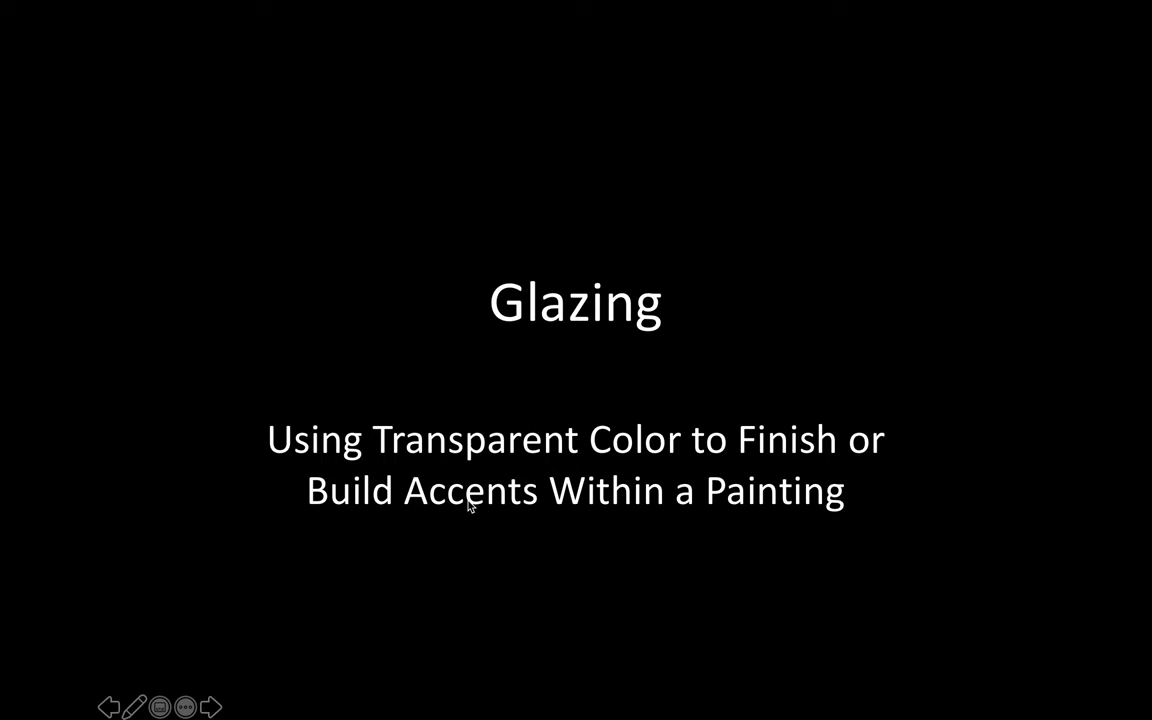 Glazing
Using Transparent Color to Finish or
Build Accents Within a Painting